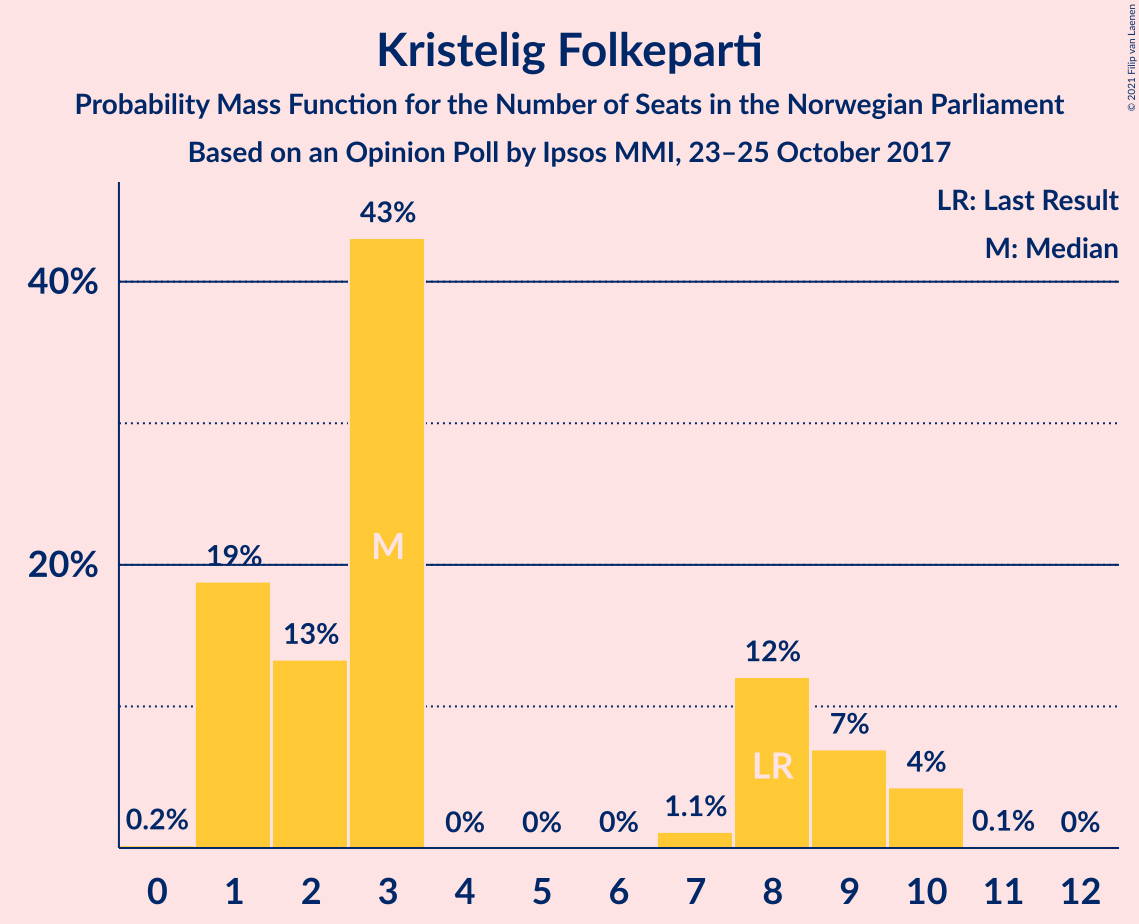 Kristelig Folkeparti
Probability Mass Function for the Number of Seats in the Norwegian Parliament
Based on an Opinion Poll by Ipsos MMI, 23–25 October 2017
© 2021 Filip van Laenen
LR: Last Result
M: Median
40%
20%
0.2%
19%
13%
43%
0%
0%
0%
1.1%
12%
7%
4%
0.1%
0%
M
LR
0 1 2 3 4 5 6 7 8 9 10 11 12